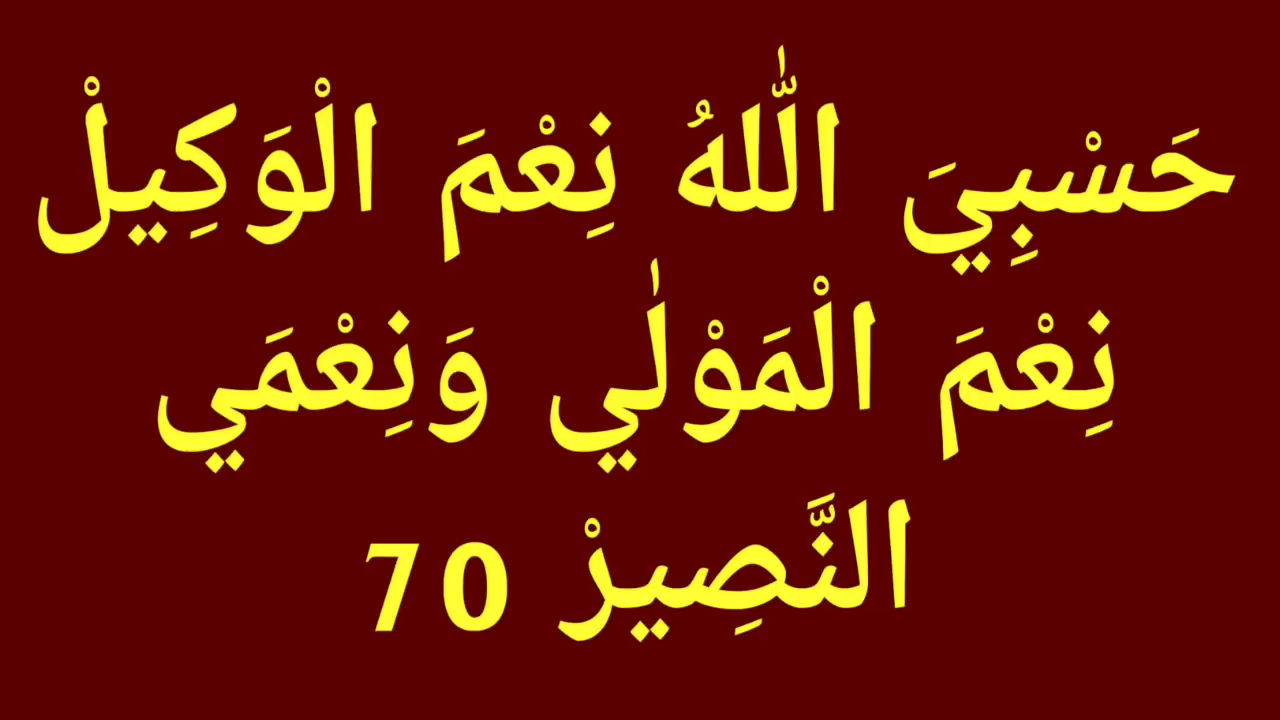 حَسْبِيَ اللّٰهُ نِعْمَ الْوَكِيلْ
نِعْمَ الْمَوْلٰي وَنِعْمَي
النَّصِيرْ 70